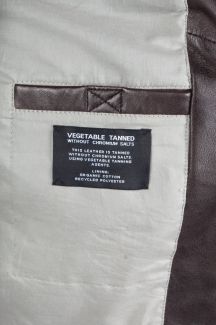 VEGETABLE TANNED
WITHOUT CHROMIUM SALTS
THIS LEATHER IS TANNED
WITHOUT CHROMIUM SALTS,
USING VEGETABLE TANNING
AGENTS.
LINING:
ORGANIC COTTON
RECYCLED POLYESTER